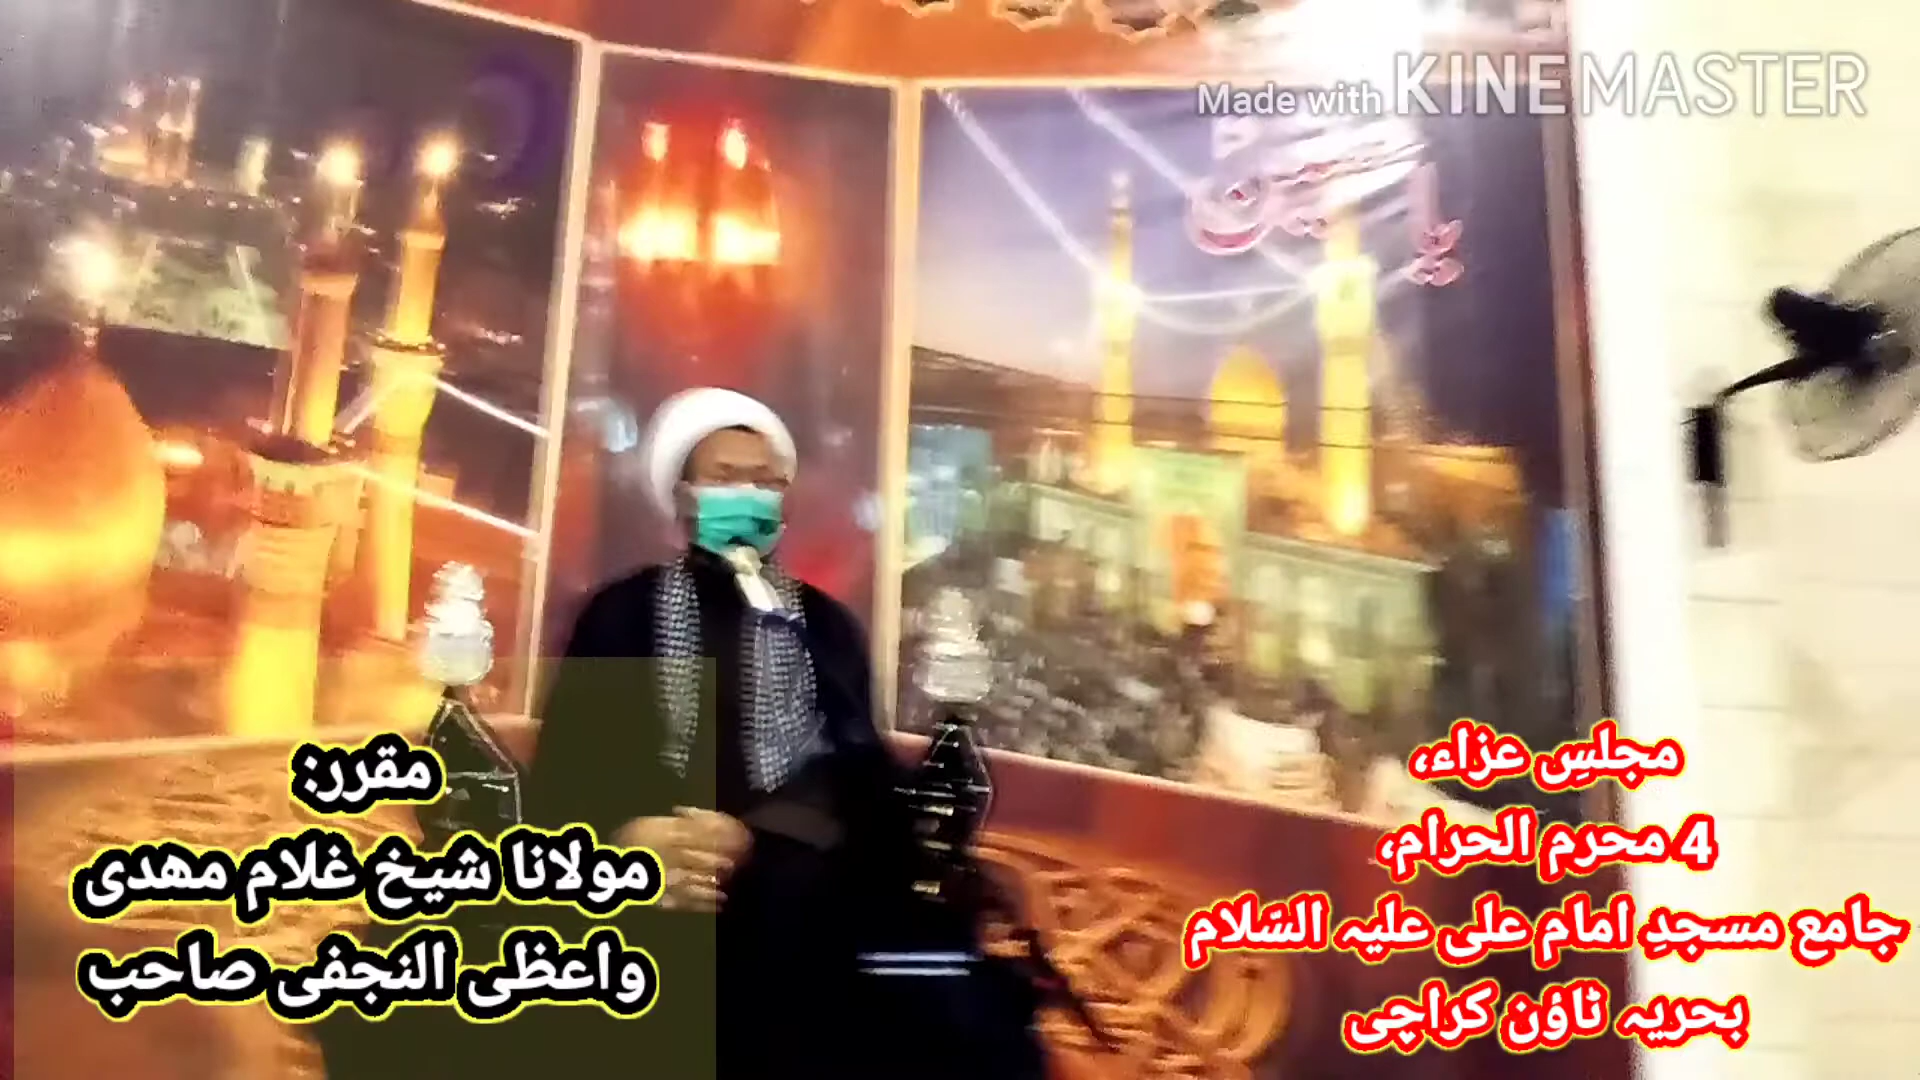 Made with KINEMASTER
مقرر:
مولانا شیخ غلام مهدی
واعظی النجفی صاحب
مجلسِ عزاء،
4 محرم الحرام،
جامع مسجدِ امام علی علیہ السّلام
بحریہ ٹاؤن کراچی